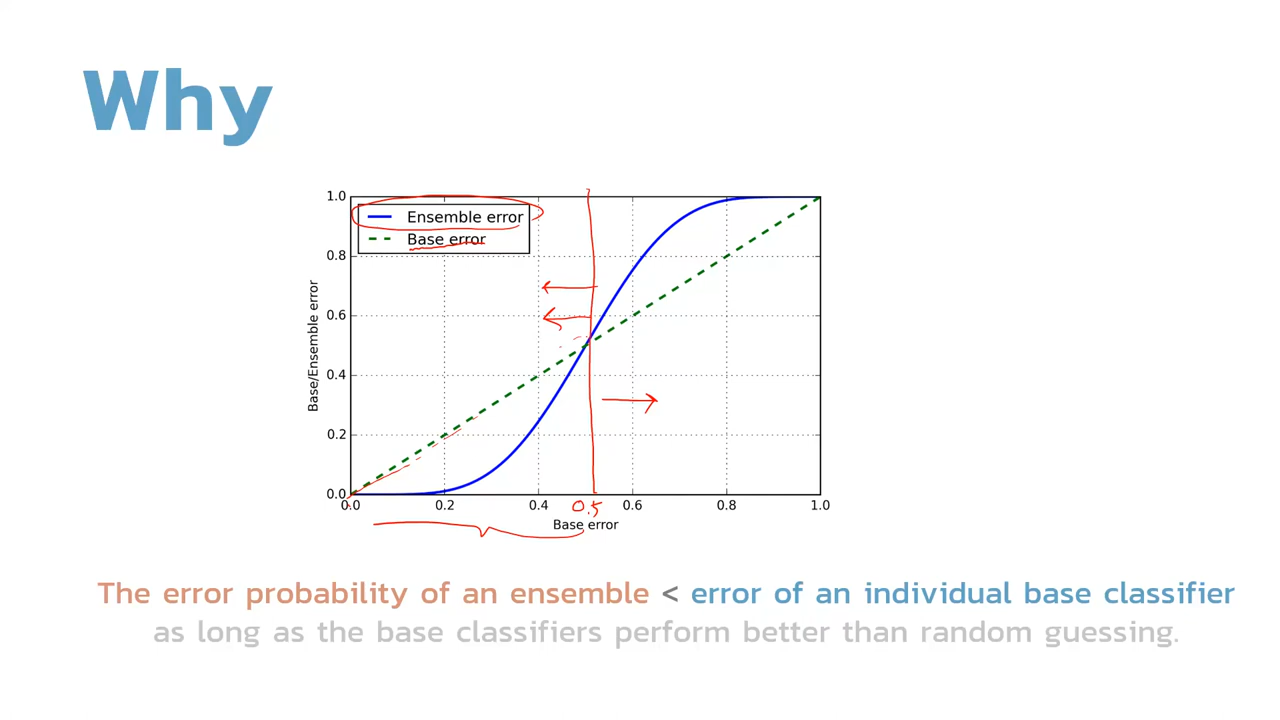 Why
1.0
Ensemble error
Base error
0.8
0.6
0.4
0.2
0.0
Base/Ensemble error
0.0 0.2 0.4 0.5 0.6 0.8 1.0
Base error
The error probability of an ensemble < error of an individual base classifier
as long as the base classifiers perform better than random guessing.